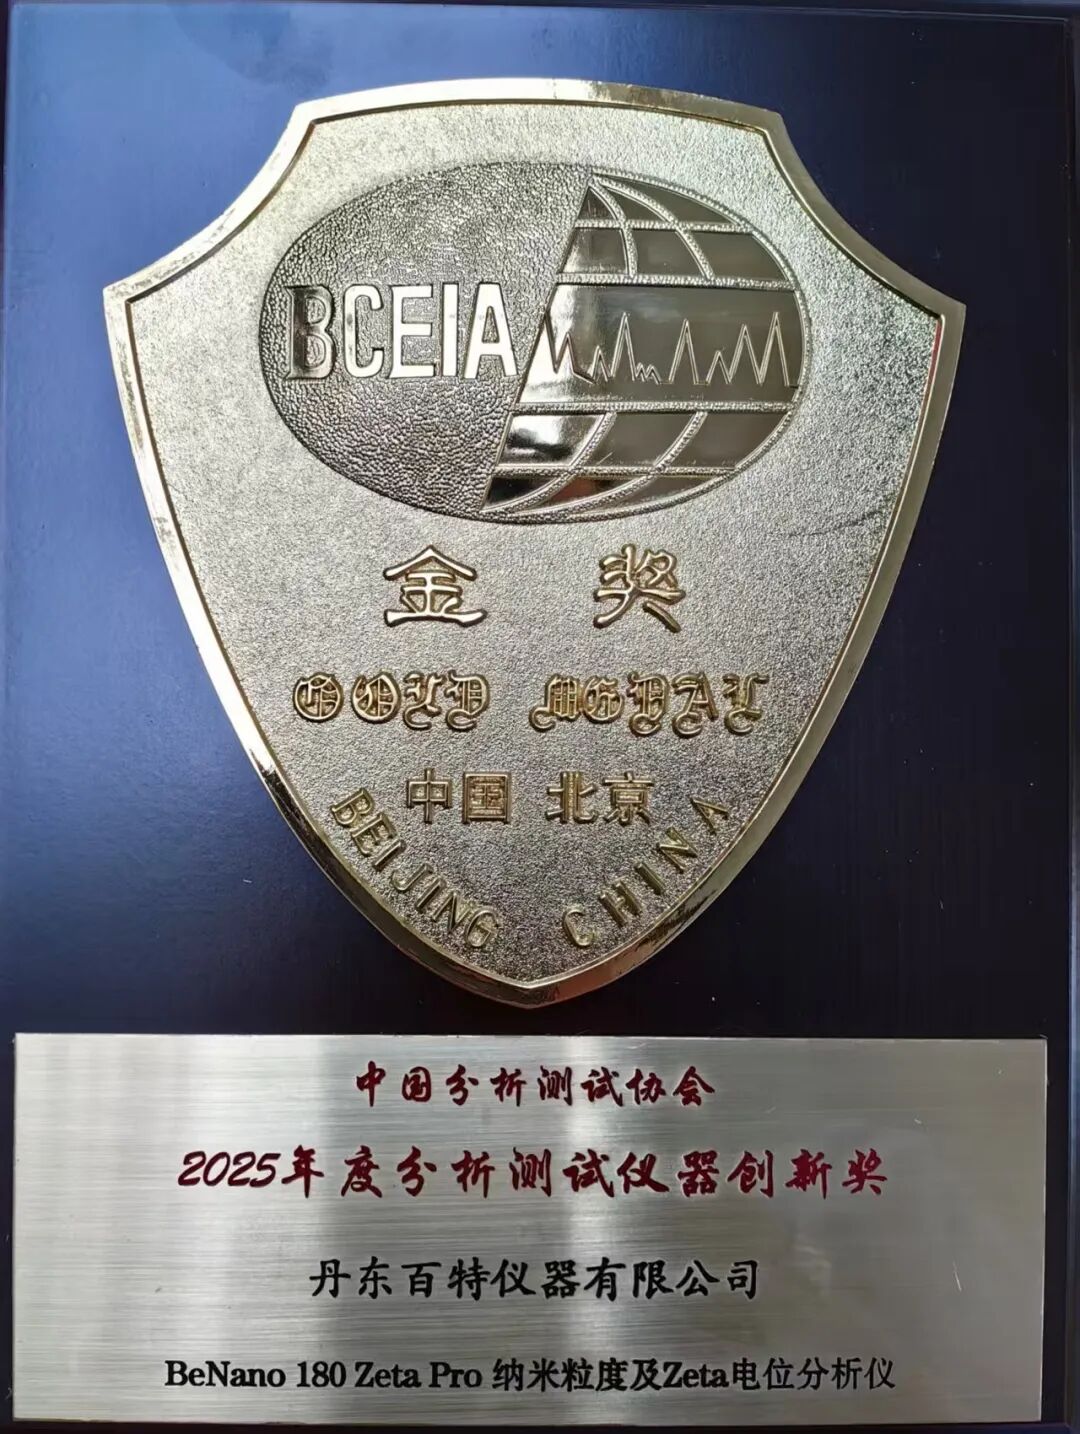 BCEIA
金奖
GOLD MEDAL
中国 北京
BEIJING CHINA
中国分析测试协会
2025年度分析测试仪器创新奖
丹东百特仪器有限公司
BeNano 180 Zeta Pro 纳米粒度及Zeta电位分析仪